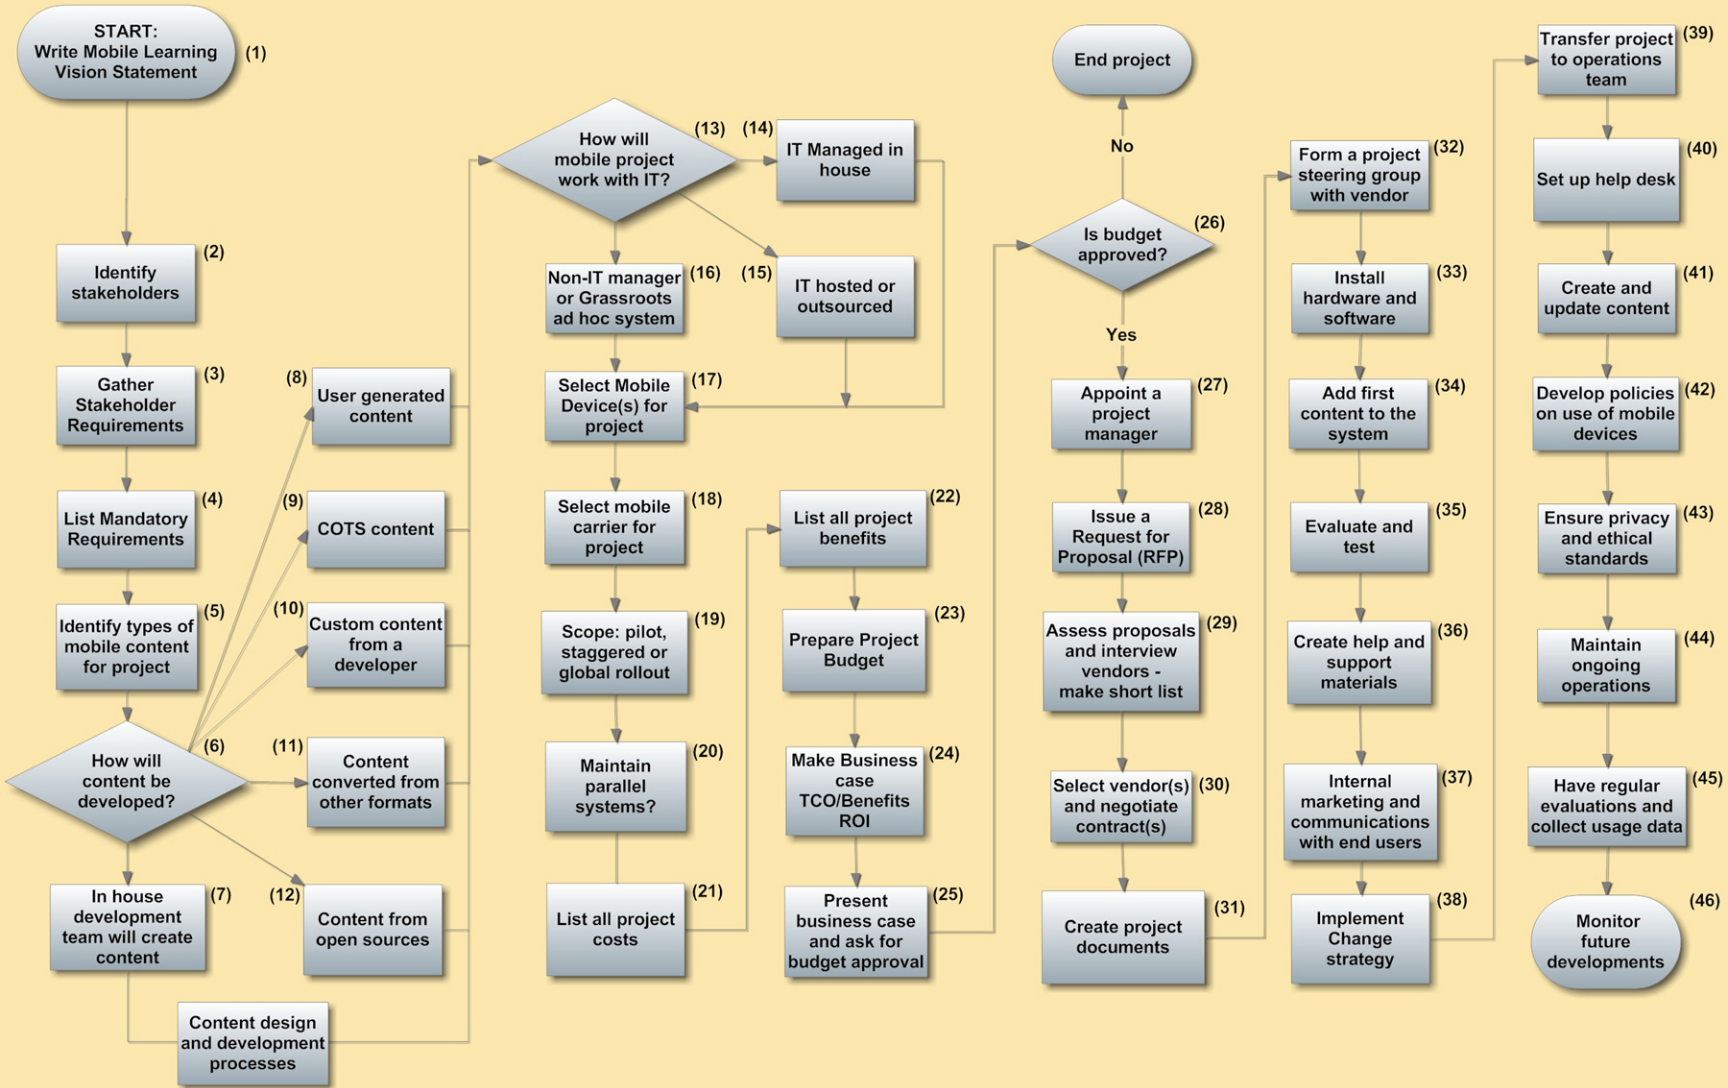 START:
Write Mobile Learning
Vision Statement
(1)
(2)
Identify
stakeholders
(3)
Gather
Stakeholder
Requirements
(4)
List Mandatory
Requirements
(5)
Identify types of
mobile content
for project
(6)
How will
content be
developed?
(7)
In house
development
team will create
content
(8)
User generated
content
(9)
COTS content
(10)
Custom content
from a
developer
(11)
Content
converted from
other formats
(12)
Content from
open sources
Content design
and development
processes
(13)
How will
mobile project
work with IT?
(14)
IT Managed in
house
(15)
IT hosted or
outsourced
(16)
Non-IT manager
or Grassroots
ad hoc system
(17)
Select Mobile
Device(s) for
project
(18)
Select mobile
carrier for
project
(19)
Scope: pilot,
staggered or
global rollout
(20)
Maintain
parallel
systems?
(21)
List all project
costs
(22)
List all project
benefits
(23)
Prepare Project
Budget
(24)
Make Business
case
TCO/Benefits
ROI
(25)
Present
business case
and ask for
budget approval
End project
No
(26)
Is budget
approved?
Yes
(27)
Appoint a
project
manager
(28)
Issue a
Request for
Proposal (RFP)
(29)
Assess proposals
and interview
vendors -
make short list
(30)
Select vendor(s)
and negotiate
contract(s)
(31)
Create project
documents
(32)
Form a project
steering group
with vendor
(33)
Install
hardware and
software
(34)
Add first
content to the
system
(35)
Evaluate and
test
(36)
Create help and
support
materials
(37)
Internal
marketing and
communications
with end users
(38)
Implement
Change
strategy
(39)
Transfer project
to operations
team
(40)
Set up help desk
(41)
Create and
update content
(42)
Develop policies
on use of mobile
devices
(43)
Ensure privacy
and ethical
standards
(44)
Maintain
ongoing
operations
(45)
Have regular
evaluations and
collect usage data
(46)
Monitor
future
developments